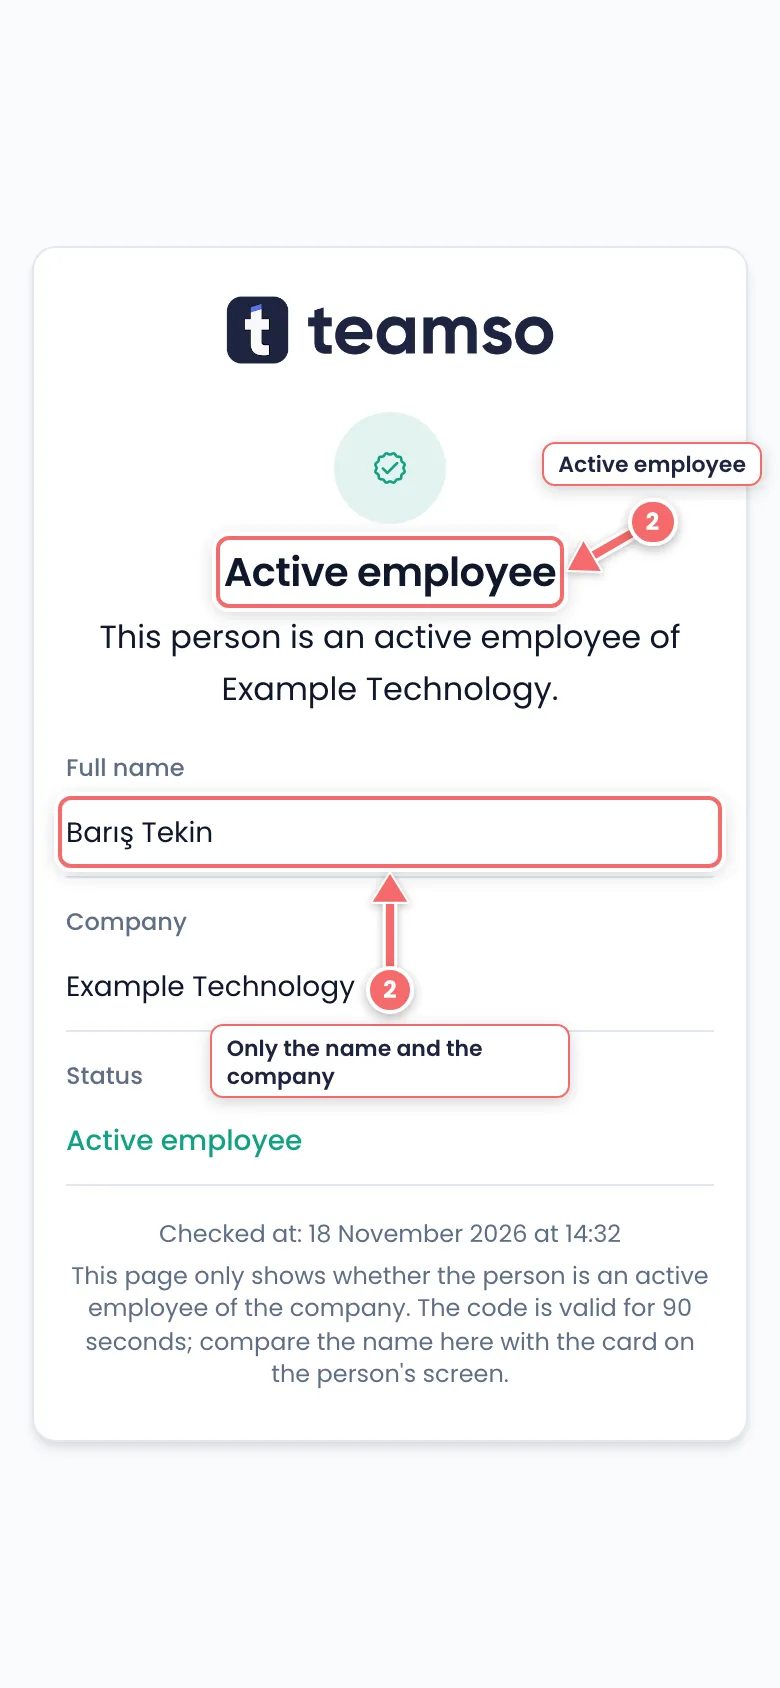 teamso
Active employee
2
Active employee
This person is an active employee of
Example Technology.
Full name
Barış Tekin
Company
Example Technology
2
Only the name and the
company
Status
Active employee
Checked at: 18 November 2026 at 14:32
This page only shows whether the person is an active
employee of the company. The code is valid for 90
seconds; compare the name here with the card on
the person's screen.